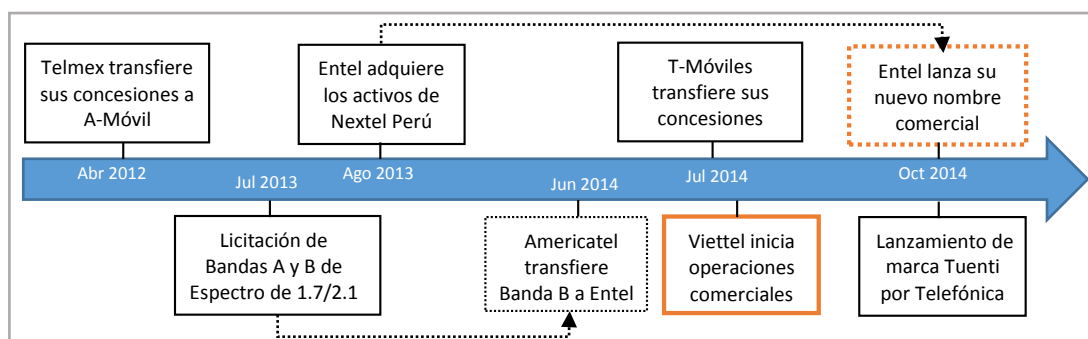 Telmex transfiere
sus concesiones a
A-Móvil
Entel adquiere
los activos de
Nextel Perú
T-Móviles
transfiere sus
concesiones
Entel lanza su
nuevo nombre
comercial
Abr 2012
Jul 2013
Ago 2013
Jun 2014
Jul 2014
Oct 2014
Licitación de
Bandas A y B de
Espectro de 1.7/2.1
Americatel
transfiere
Banda B a Entel
Viettel inicia
operaciones
comerciales
Lanzamiento de
marca Tuenti
por Telefónica